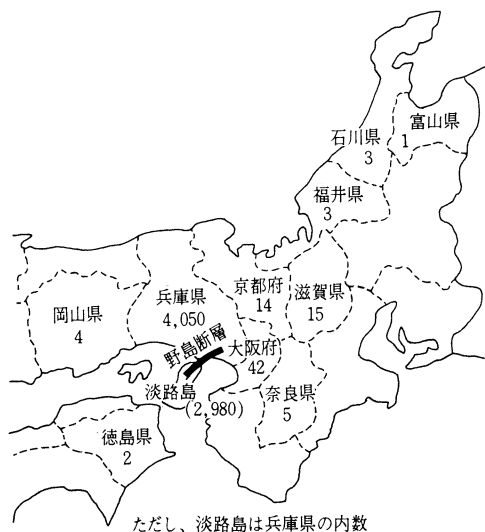 富山県
1
石川県
3
福井県
3
京都府
14
滋賀県
15
兵庫県
4,050
岡山県
4
野島断層
大阪府
42
淡路島
(2,980)
奈良県
5
徳島県
2
ただし、淡路島は兵庫県の内数